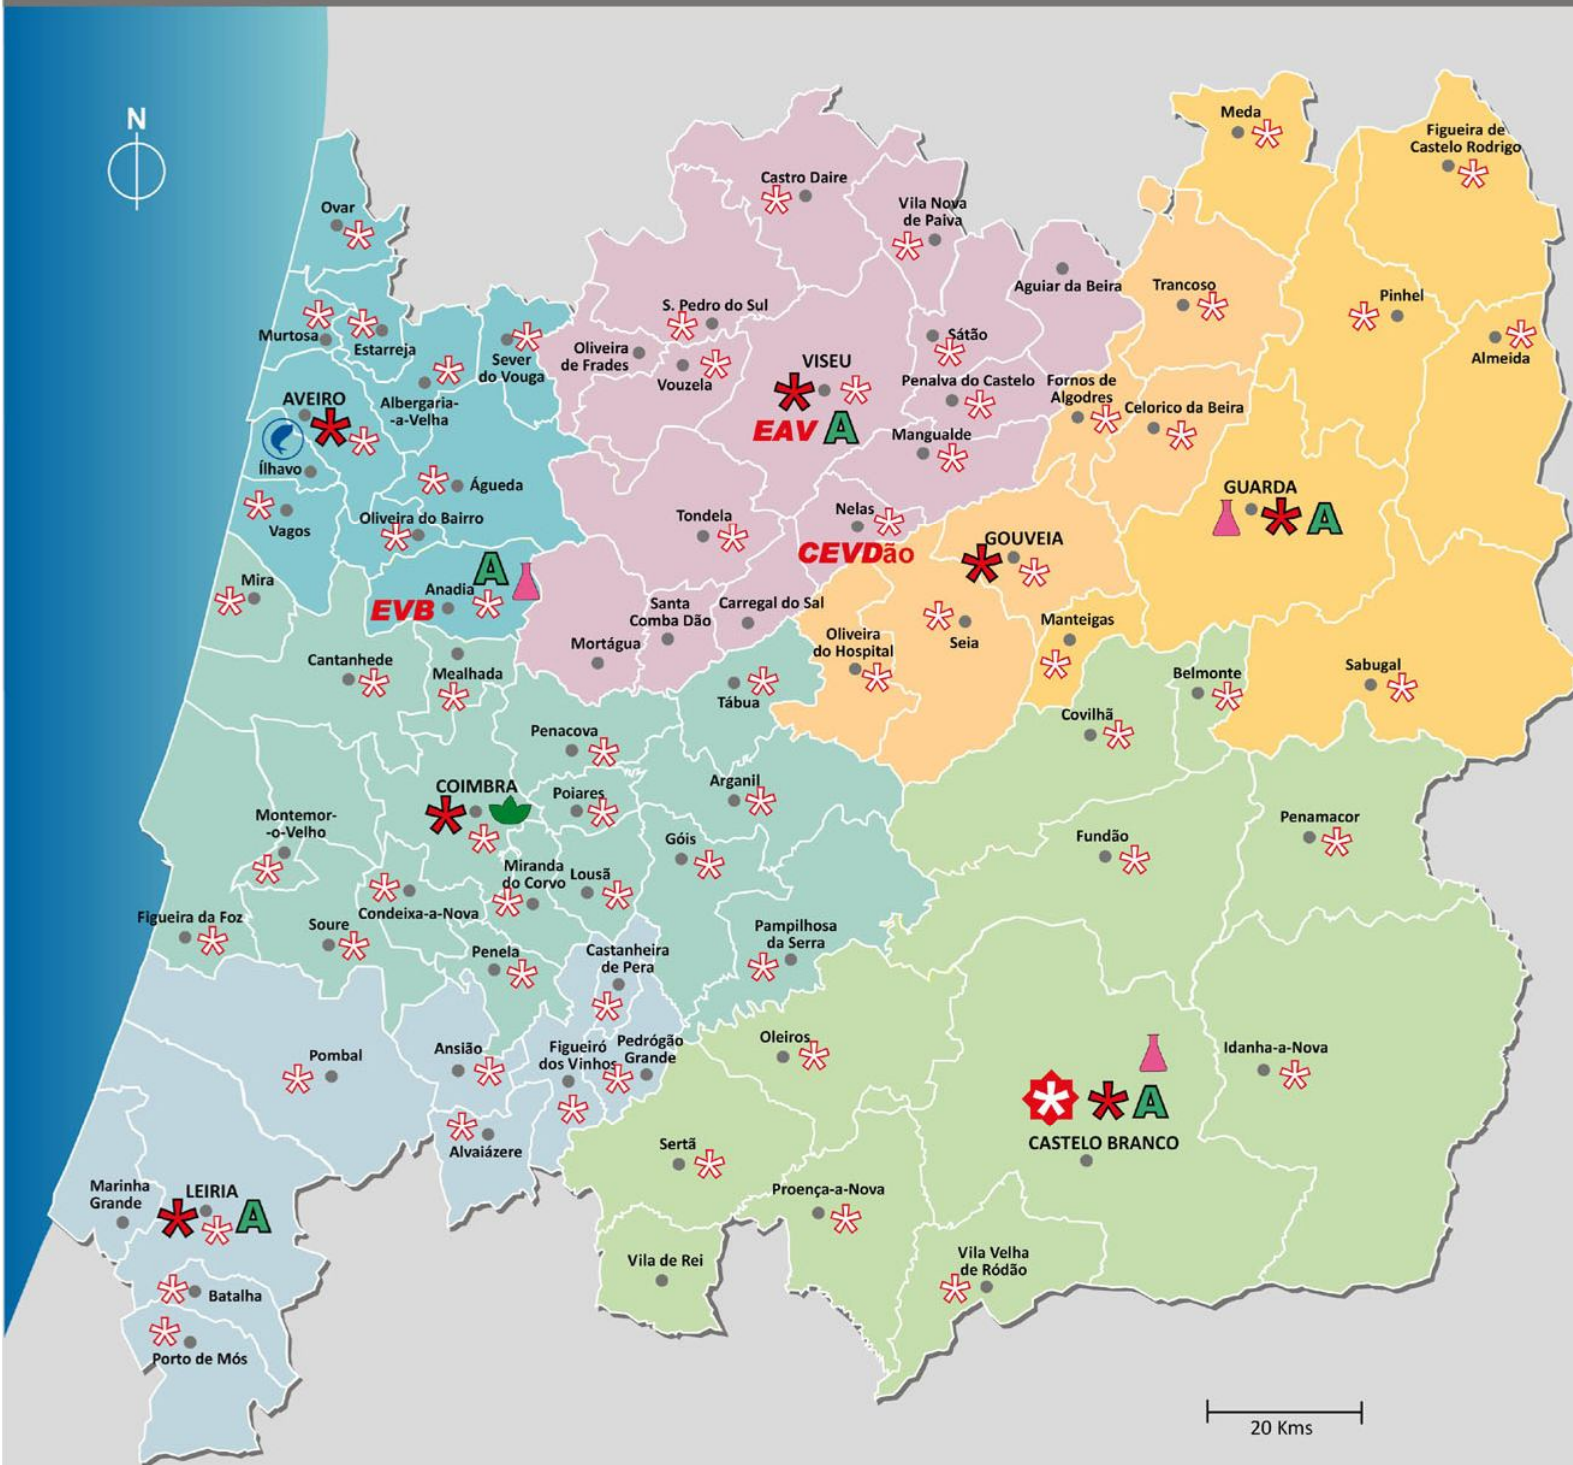 N
Meda
Figueira de
Castelo Rodrigo
Castro Daire
Vila Nova
de Paiva
Ovar
Aguiar da Beira
Trancoso
Pinhel
S. Pedro do Sul
Murtosa
Estarreja
Sever
do Vouga
Oliveira
de Frades
Vouzela
Sátão
Almeida
VISEU
Penalva do Castelo
Fornos de
Algodres
Celorico da Beira
AVEIRO
Albergaria-
-a-Velha
EAV A
Mangualde
Ílhavo
Águeda
GUARDA
A
Vagos
Oliveira do Bairro
Tondela
Nelas
CEVDão
GOUVEIA
A
Anadia
EVB
Mira
Santa
Comba Dão
Carregal do Sal
Mortágua
Oliveira
do Hospital
Seia
Manteigas
Cantanhede
Mealhada
Tábua
Belmonte
Sabugal
Covilhã
Penacova
COIMBRA
Poiares
Arganil
Montemor-
-o-Velho
Góis
Fundão
Penamacor
Miranda
do Corvo
Lousã
Condeixa-a-Nova
Figueira da Foz
Soure
Penela
Castanheira
de Pera
Pampilhosa
da Serra
Pombal
Ansião
Figueiró
dos Vinhos
Pedrógão
Grande
Oleiros
Idanha-a-Nova
A
CASTELO BRANCO
Alvaiázere
Sertã
Marinha
Grande
LEIRIA
A
Proença-a-Nova
Vila de Rei
Vila Velha
de Ródão
Batalha
Porto de Mós
20 Kms